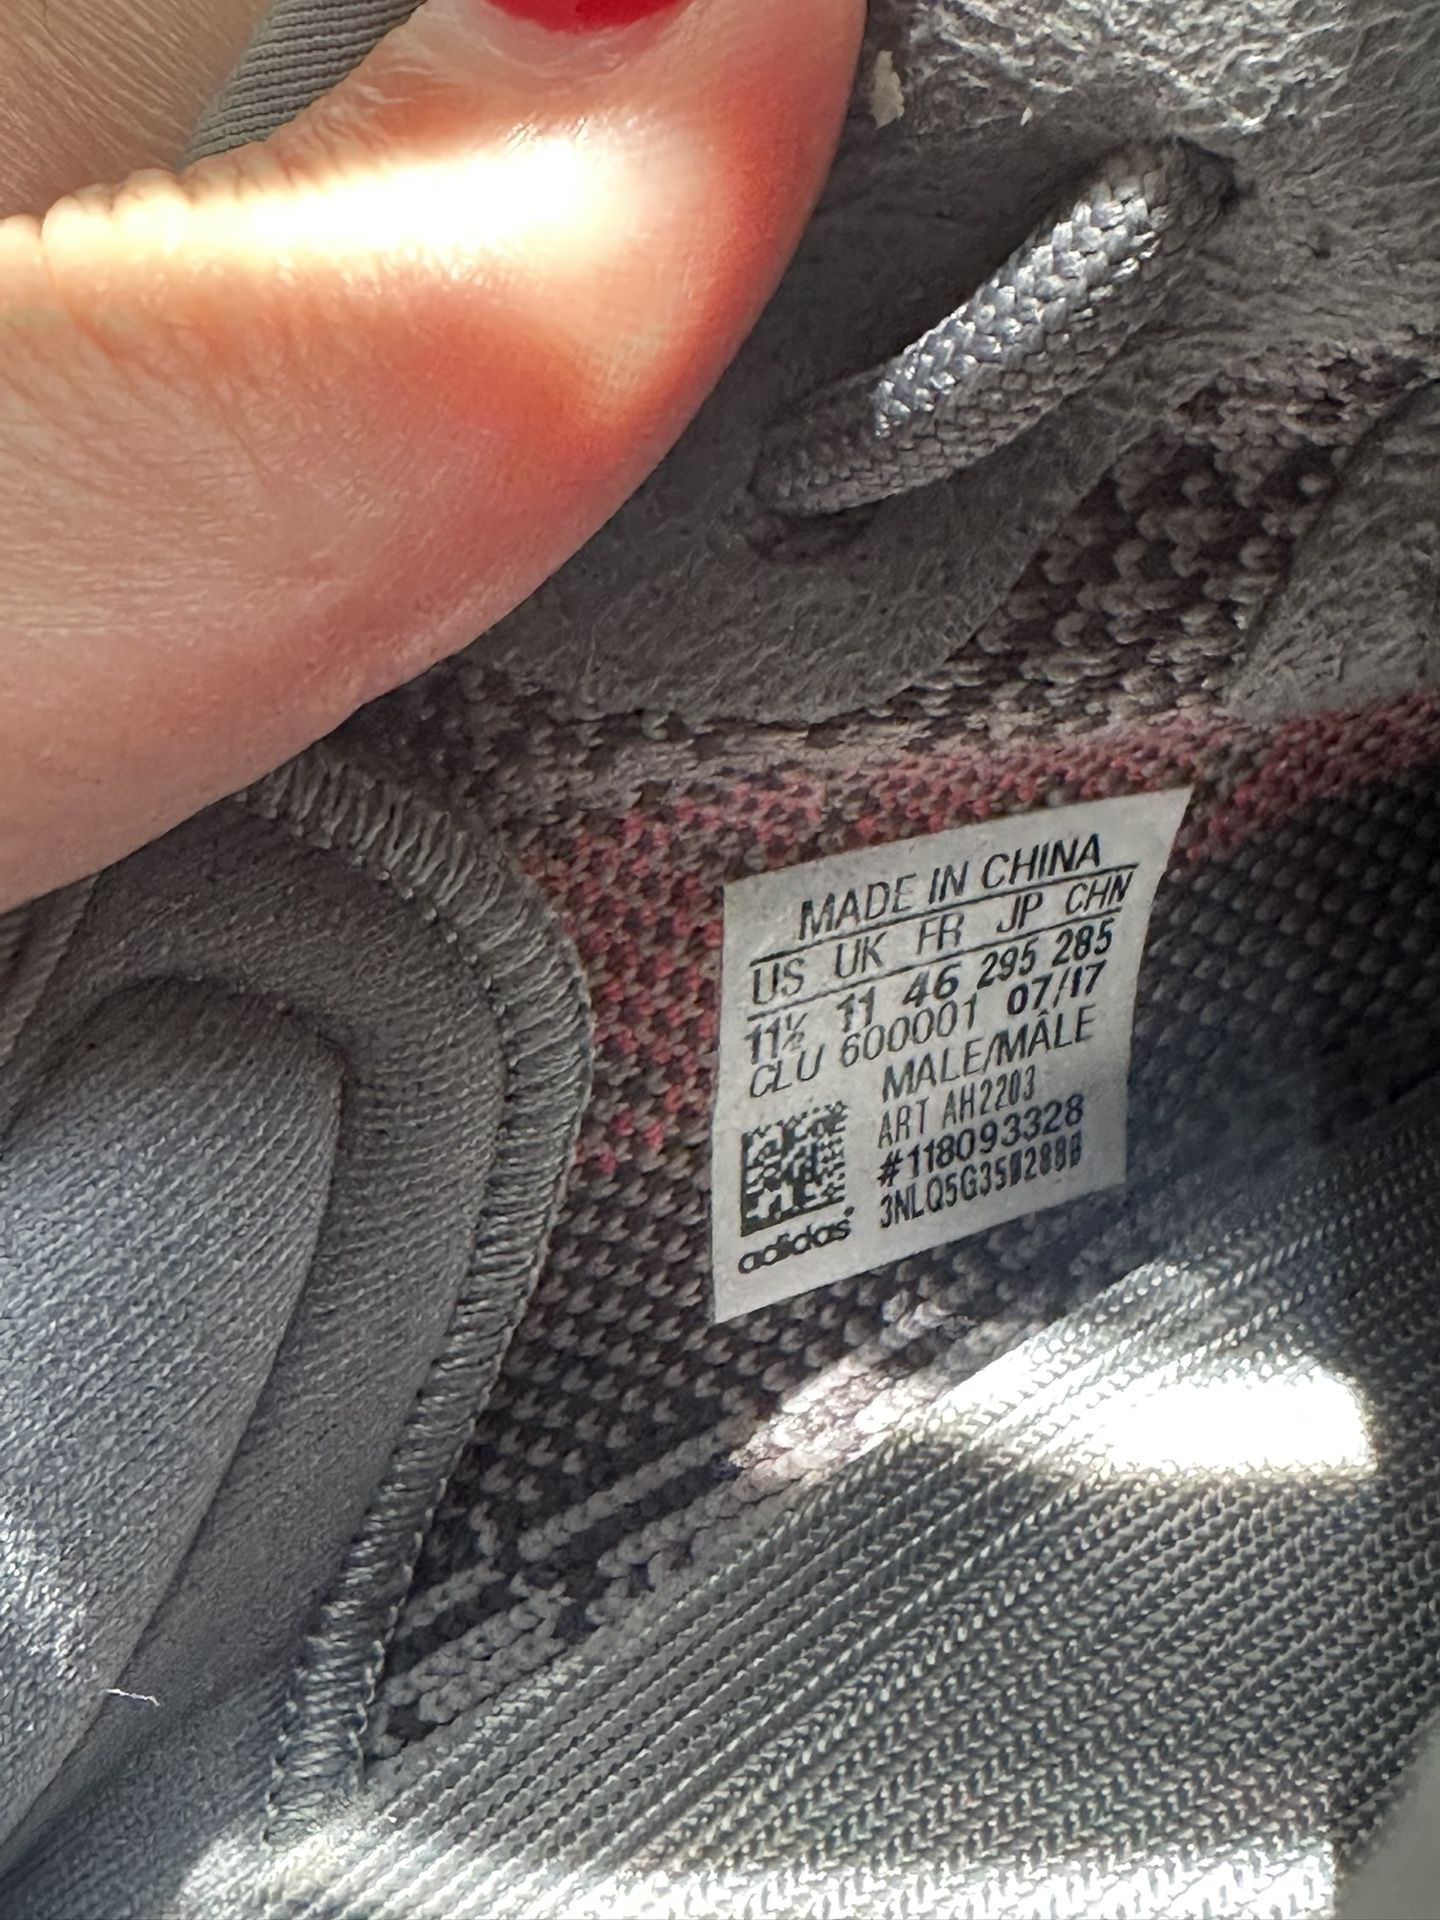 MADE IN CHINA
US UK FR JP CHN
11½ 11 46 295 285
CLU 600001 07/17
MALE/MÂLE
ART AH2203
#118093328
adidas®